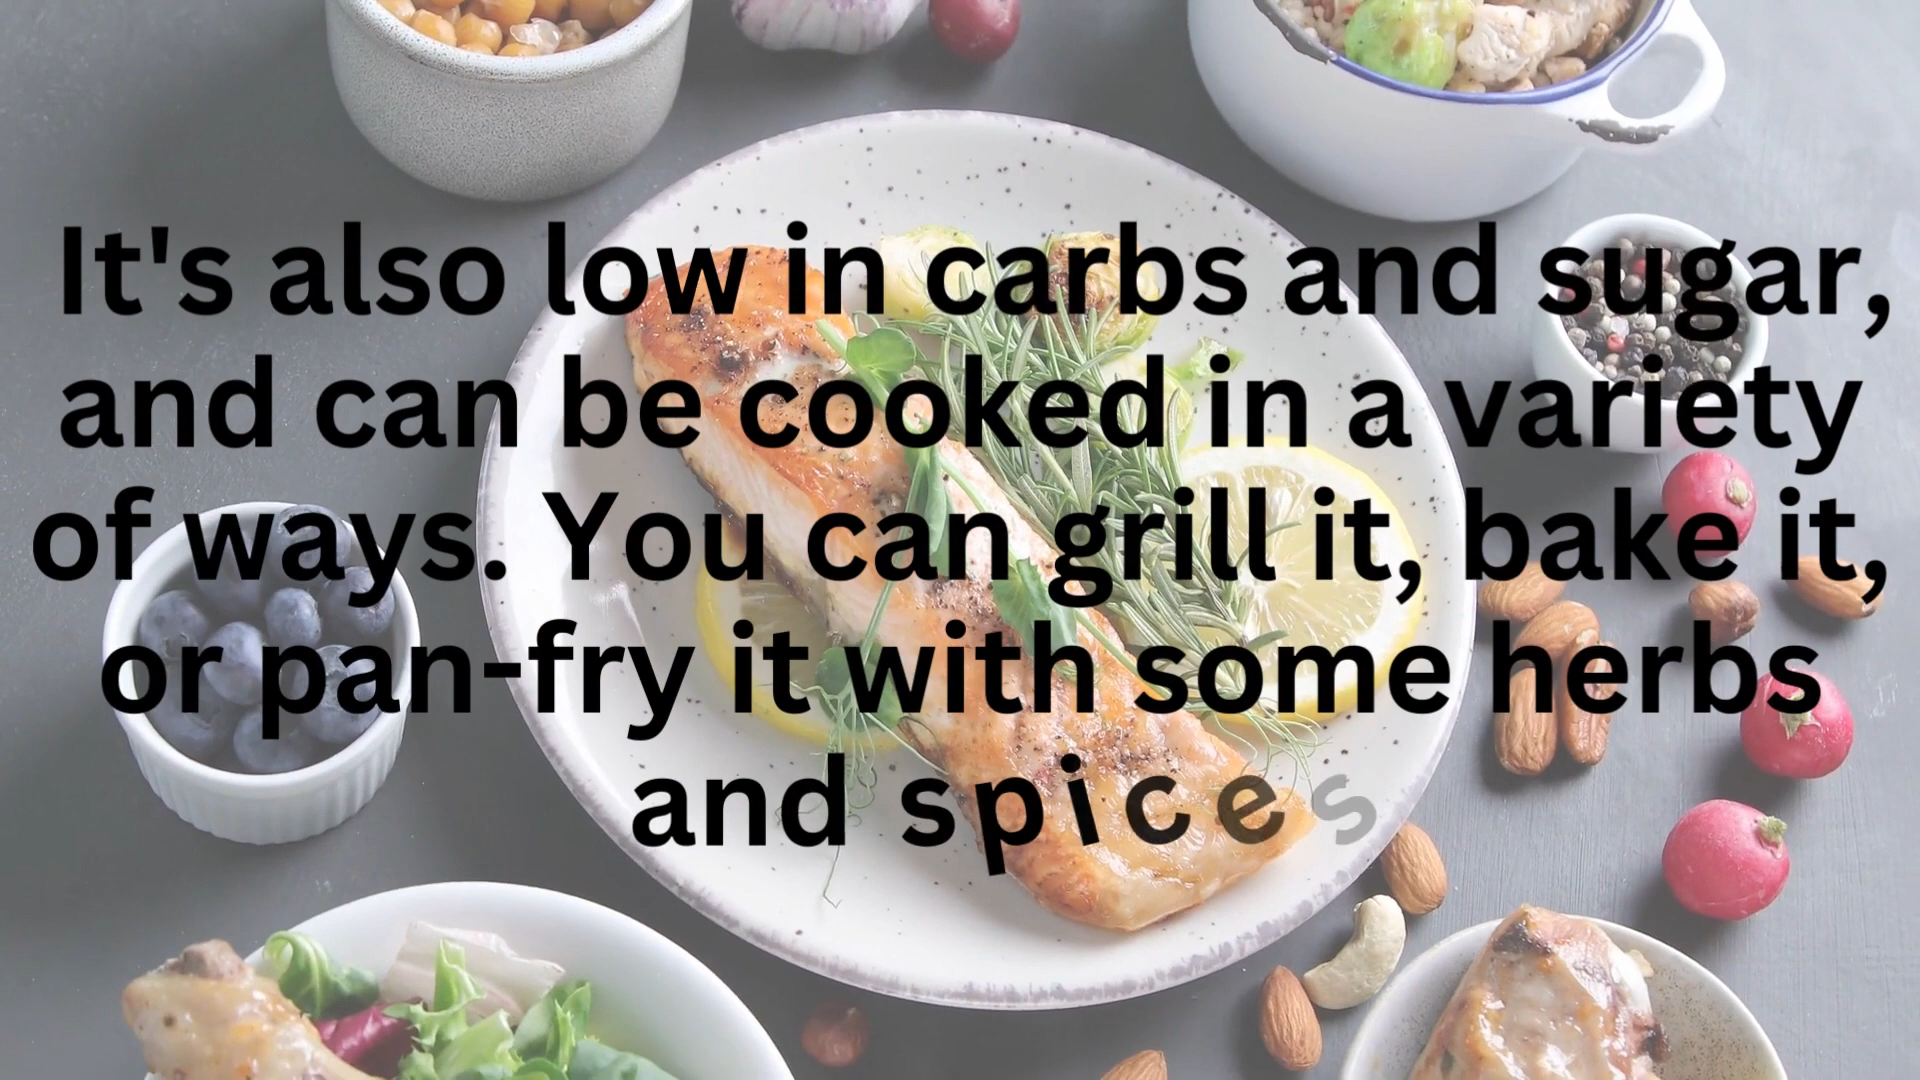 It's also low in carbs and sugar,
and can be cooked in a variety
of ways. You can grill it, bake it,
or pan-fry it with some herbs
and spices